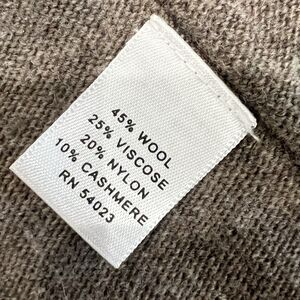 45% WOOL
25% VISCOSE
20% NYLON
10% CASHMERE
RN 54023